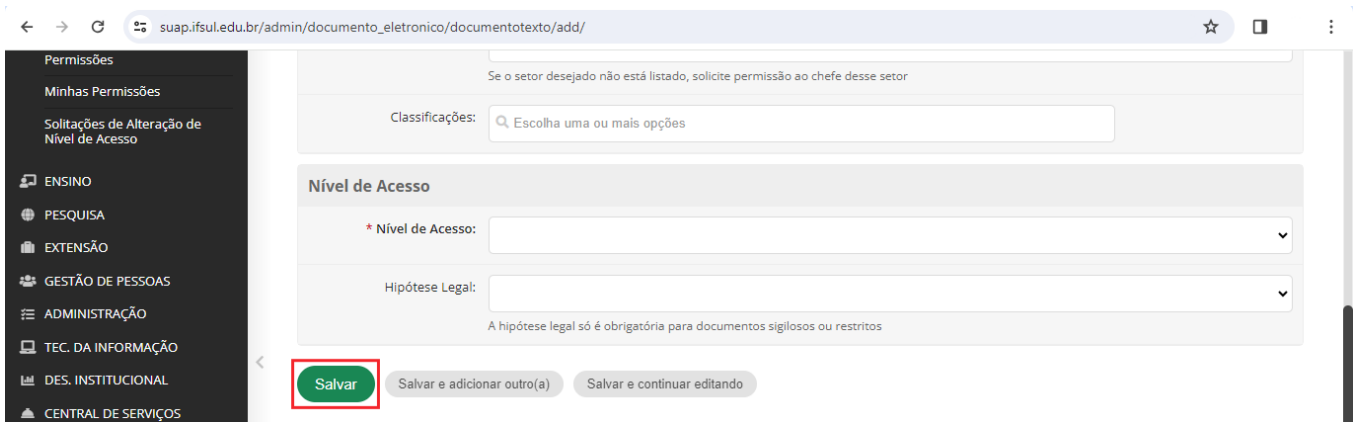 suap.ifsul.edu.br/admin/documento_eletronico/documentotexto/add/
Permissões
Minhas Permissões
Solitações de Alteração de
Nível de Acesso
ENSINO
PESQUISA
EXTENSÃO
GESTÃO DE PESSOAS
ADMINISTRAÇÃO
TEC. DA INFORMAÇÃO
DES. INSTITUCIONAL
CENTRAL DE SERVIÇOS
Se o setor desejado não está listado, solicite permissão ao chefe desse setor
Classificações:
Escolha uma ou mais opções
Nível de Acesso
* Nível de Acesso:
Hipótese Legal:
A hipótese legal só é obrigatória para documentos sigilosos ou restritos
Salvar
Salvar e adicionar outro(a)
Salvar e continuar editando